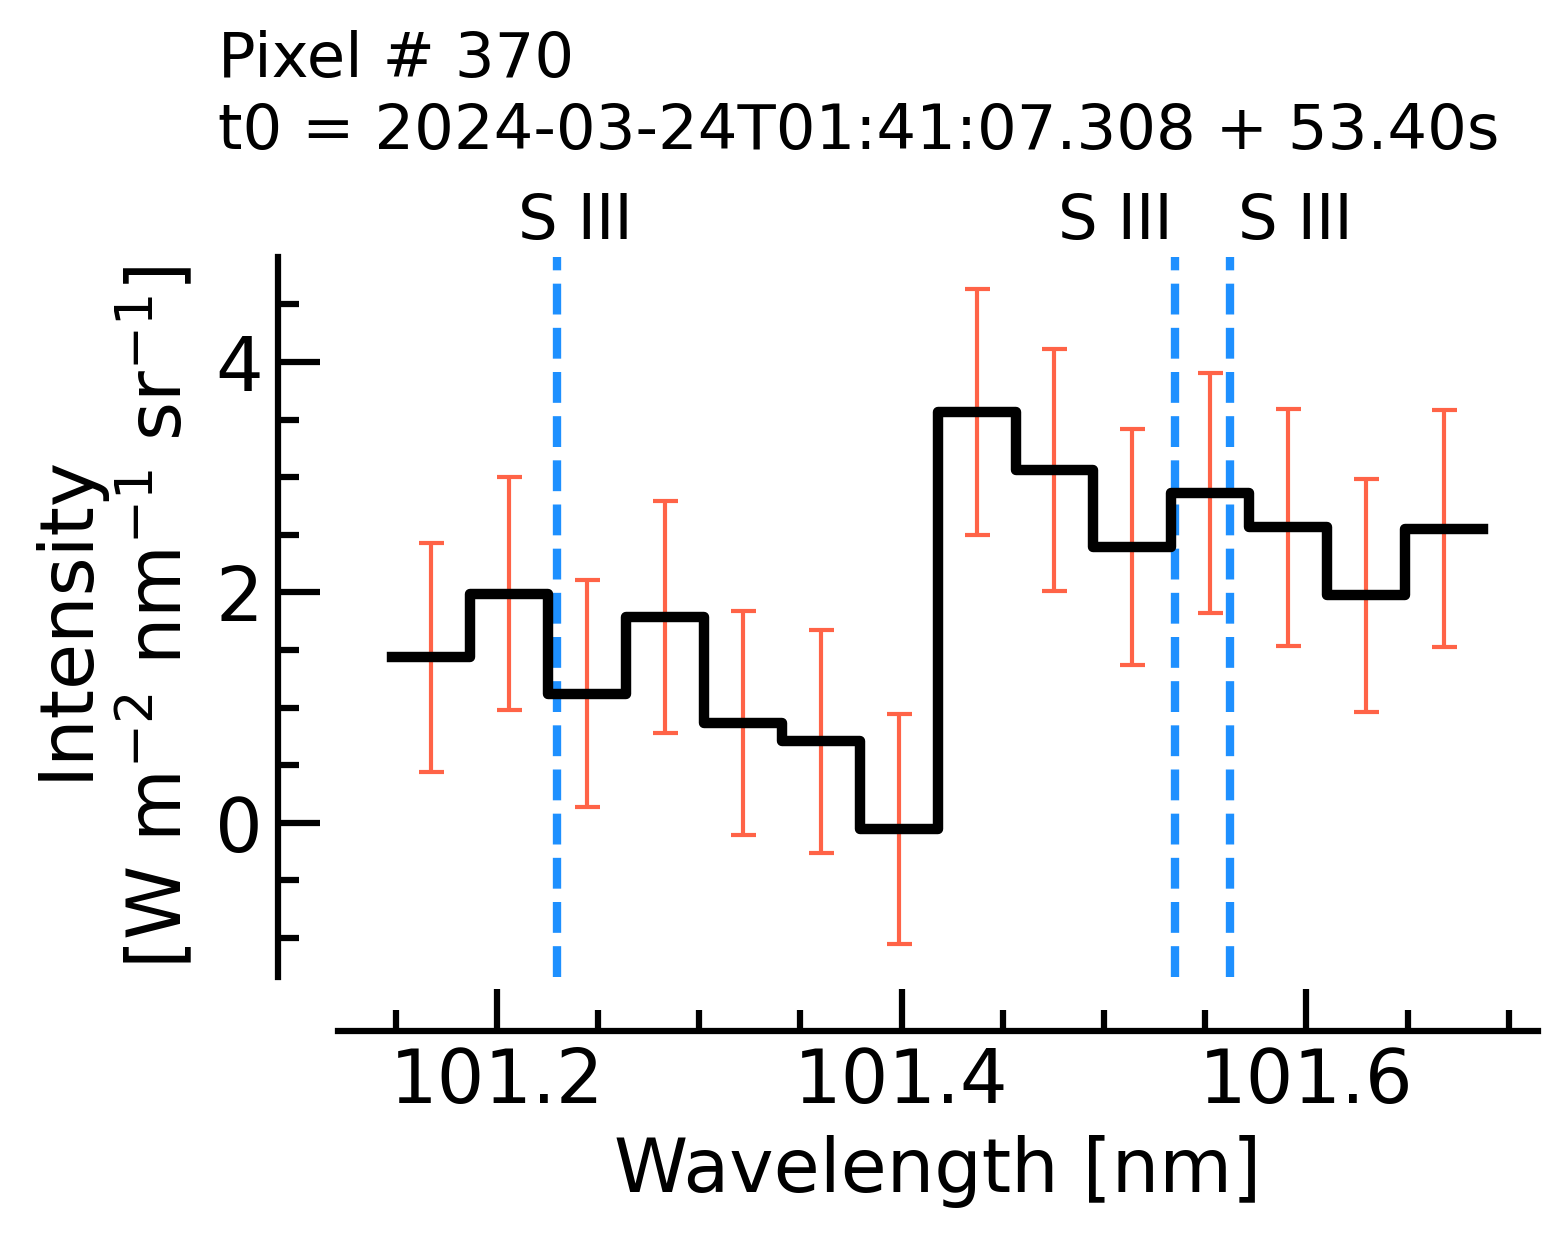 Pixel # 370
t0 = 2024-03-24T01:41:07.308 + 53.40s
S III S III S III
Intensity
[W m⁻² nm⁻¹ sr⁻¹]
4
2
0
101.2 101.4 101.6
Wavelength [nm]